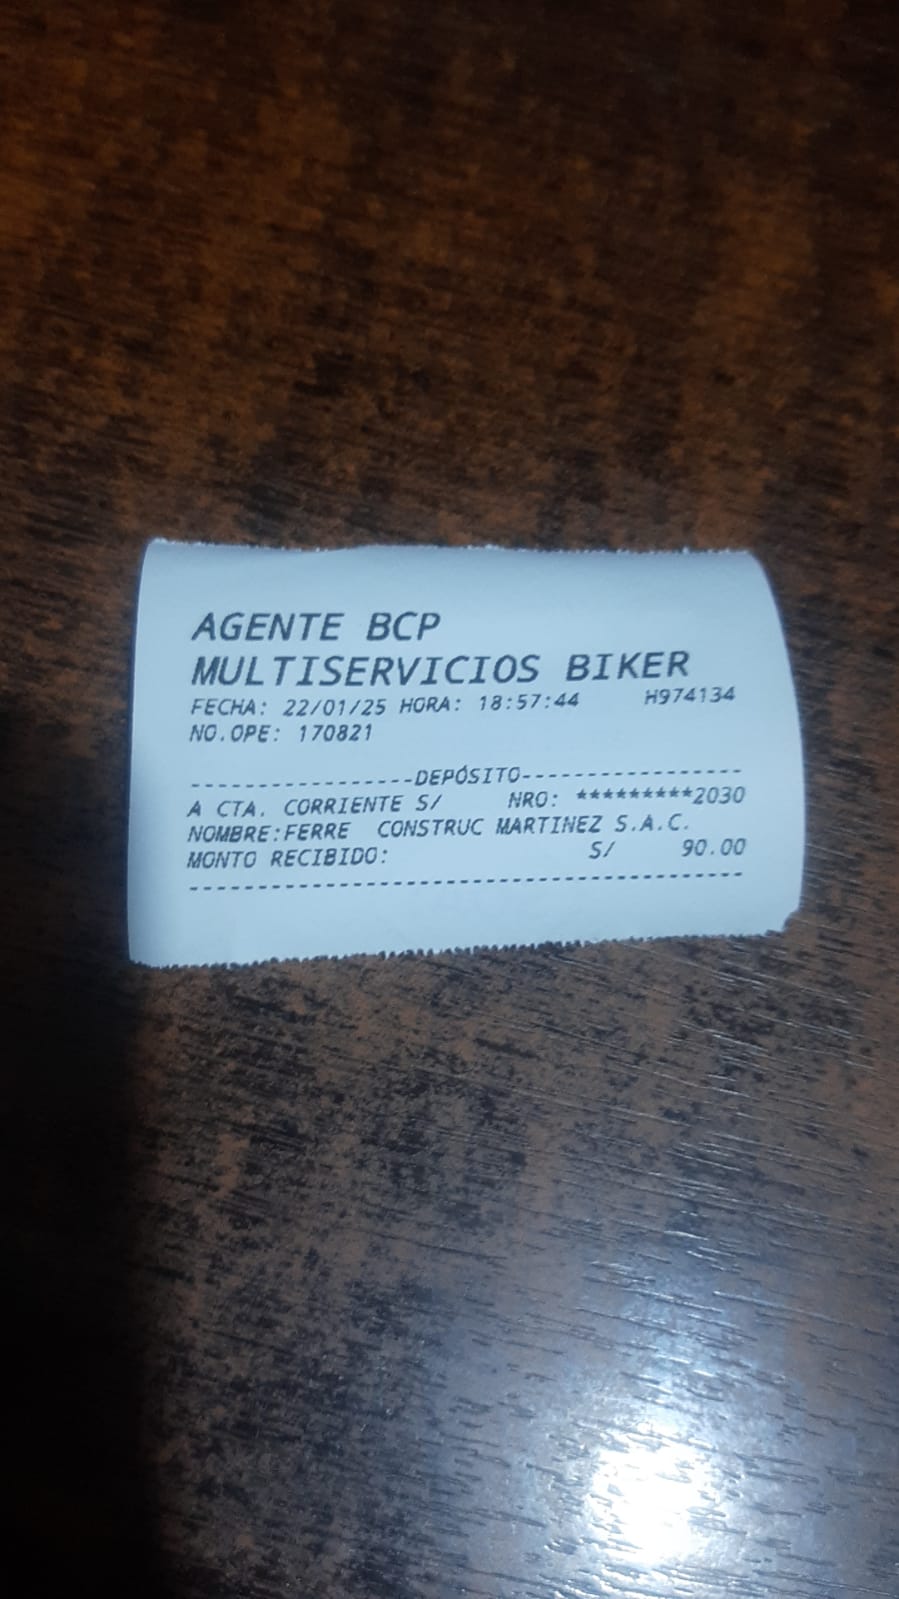 AGENTE BCP
MULTISERVICIOS BIKER
FECHA: 22/01/25 HORA: 18:57:44 H974134
NO.OPE: 170821
-----------------DEPÓSITO-----------------
A CTA. CORRIENTE S/ NRO: *********2030
NOMBRE:FERRE CONSTRUC MARTINEZ S.A.C.
MONTO RECIBIDO: S/ 90.00
------------------------------------------